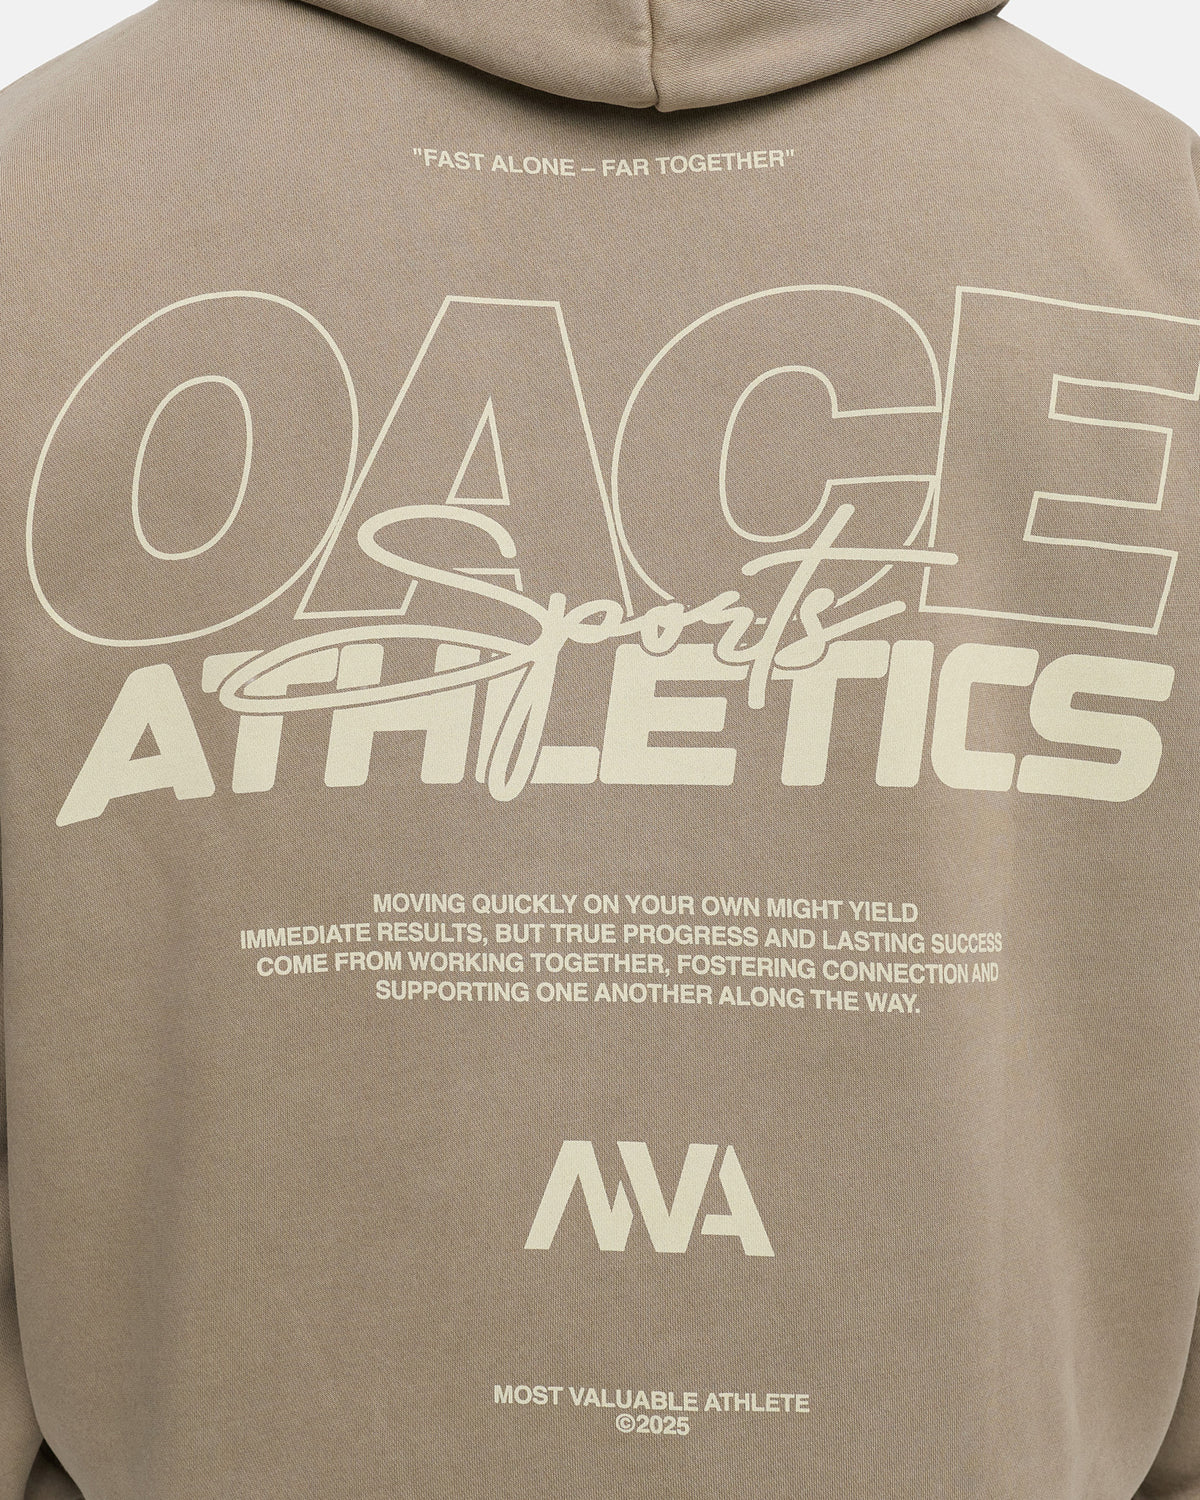 "FAST ALONE – FAR TOGETHER"
OACE
Sports
ATHLETICS
MOVING QUICKLY ON YOUR OWN MIGHT YIELD
IMMEDIATE RESULTS, BUT TRUE PROGRESS AND LASTING SUCCESS
COME FROM WORKING TOGETHER, FOSTERING CONNECTION AND
SUPPORTING ONE ANOTHER ALONG THE WAY.
MVA
MOST VALUABLE ATHLETE
©2025